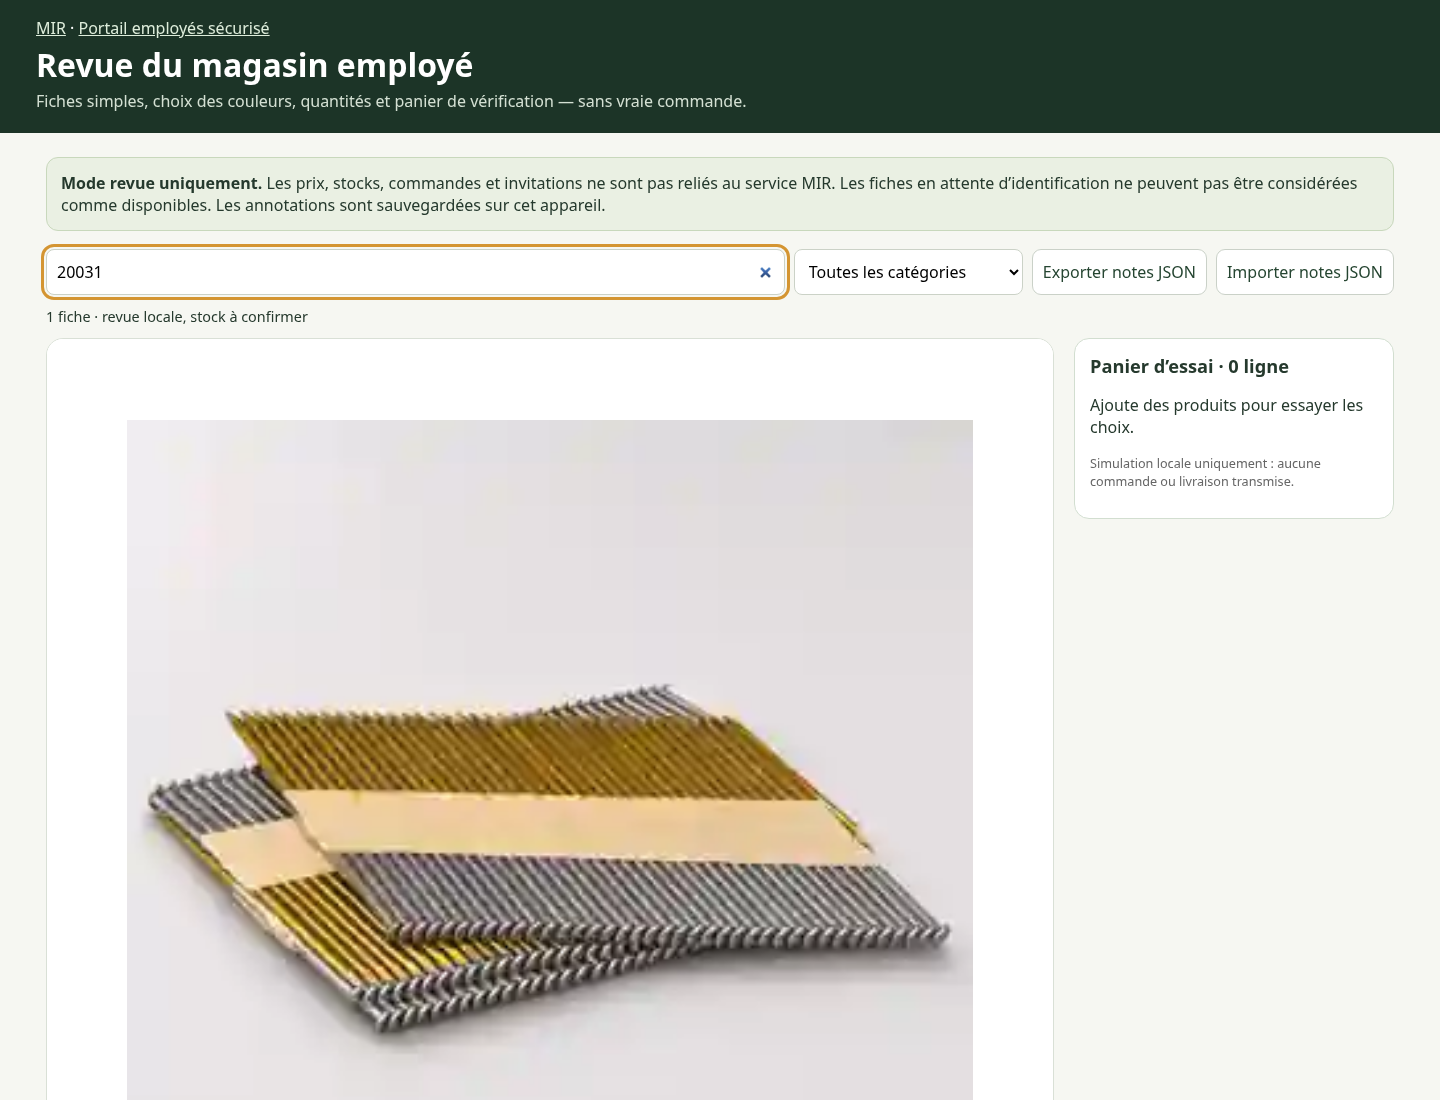 MIR · Portail employés sécurisé
Revue du magasin employé
Fiches simples, choix des couleurs, quantités et panier de vérification — sans vraie commande.
Mode revue uniquement. Les prix, stocks, commandes et invitations ne sont pas reliés au service MIR. Les fiches en attente d’identification ne peuvent pas être considérées
comme disponibles. Les annotations sont sauvegardées sur cet appareil.
20031
Toutes les catégories
Exporter notes JSON
Importer notes JSON
1 fiche · revue locale, stock à confirmer
Panier d’essai · 0 ligne
Ajoute des produits pour essayer les
choix.
Simulation locale uniquement : aucune
commande ou livraison transmise.